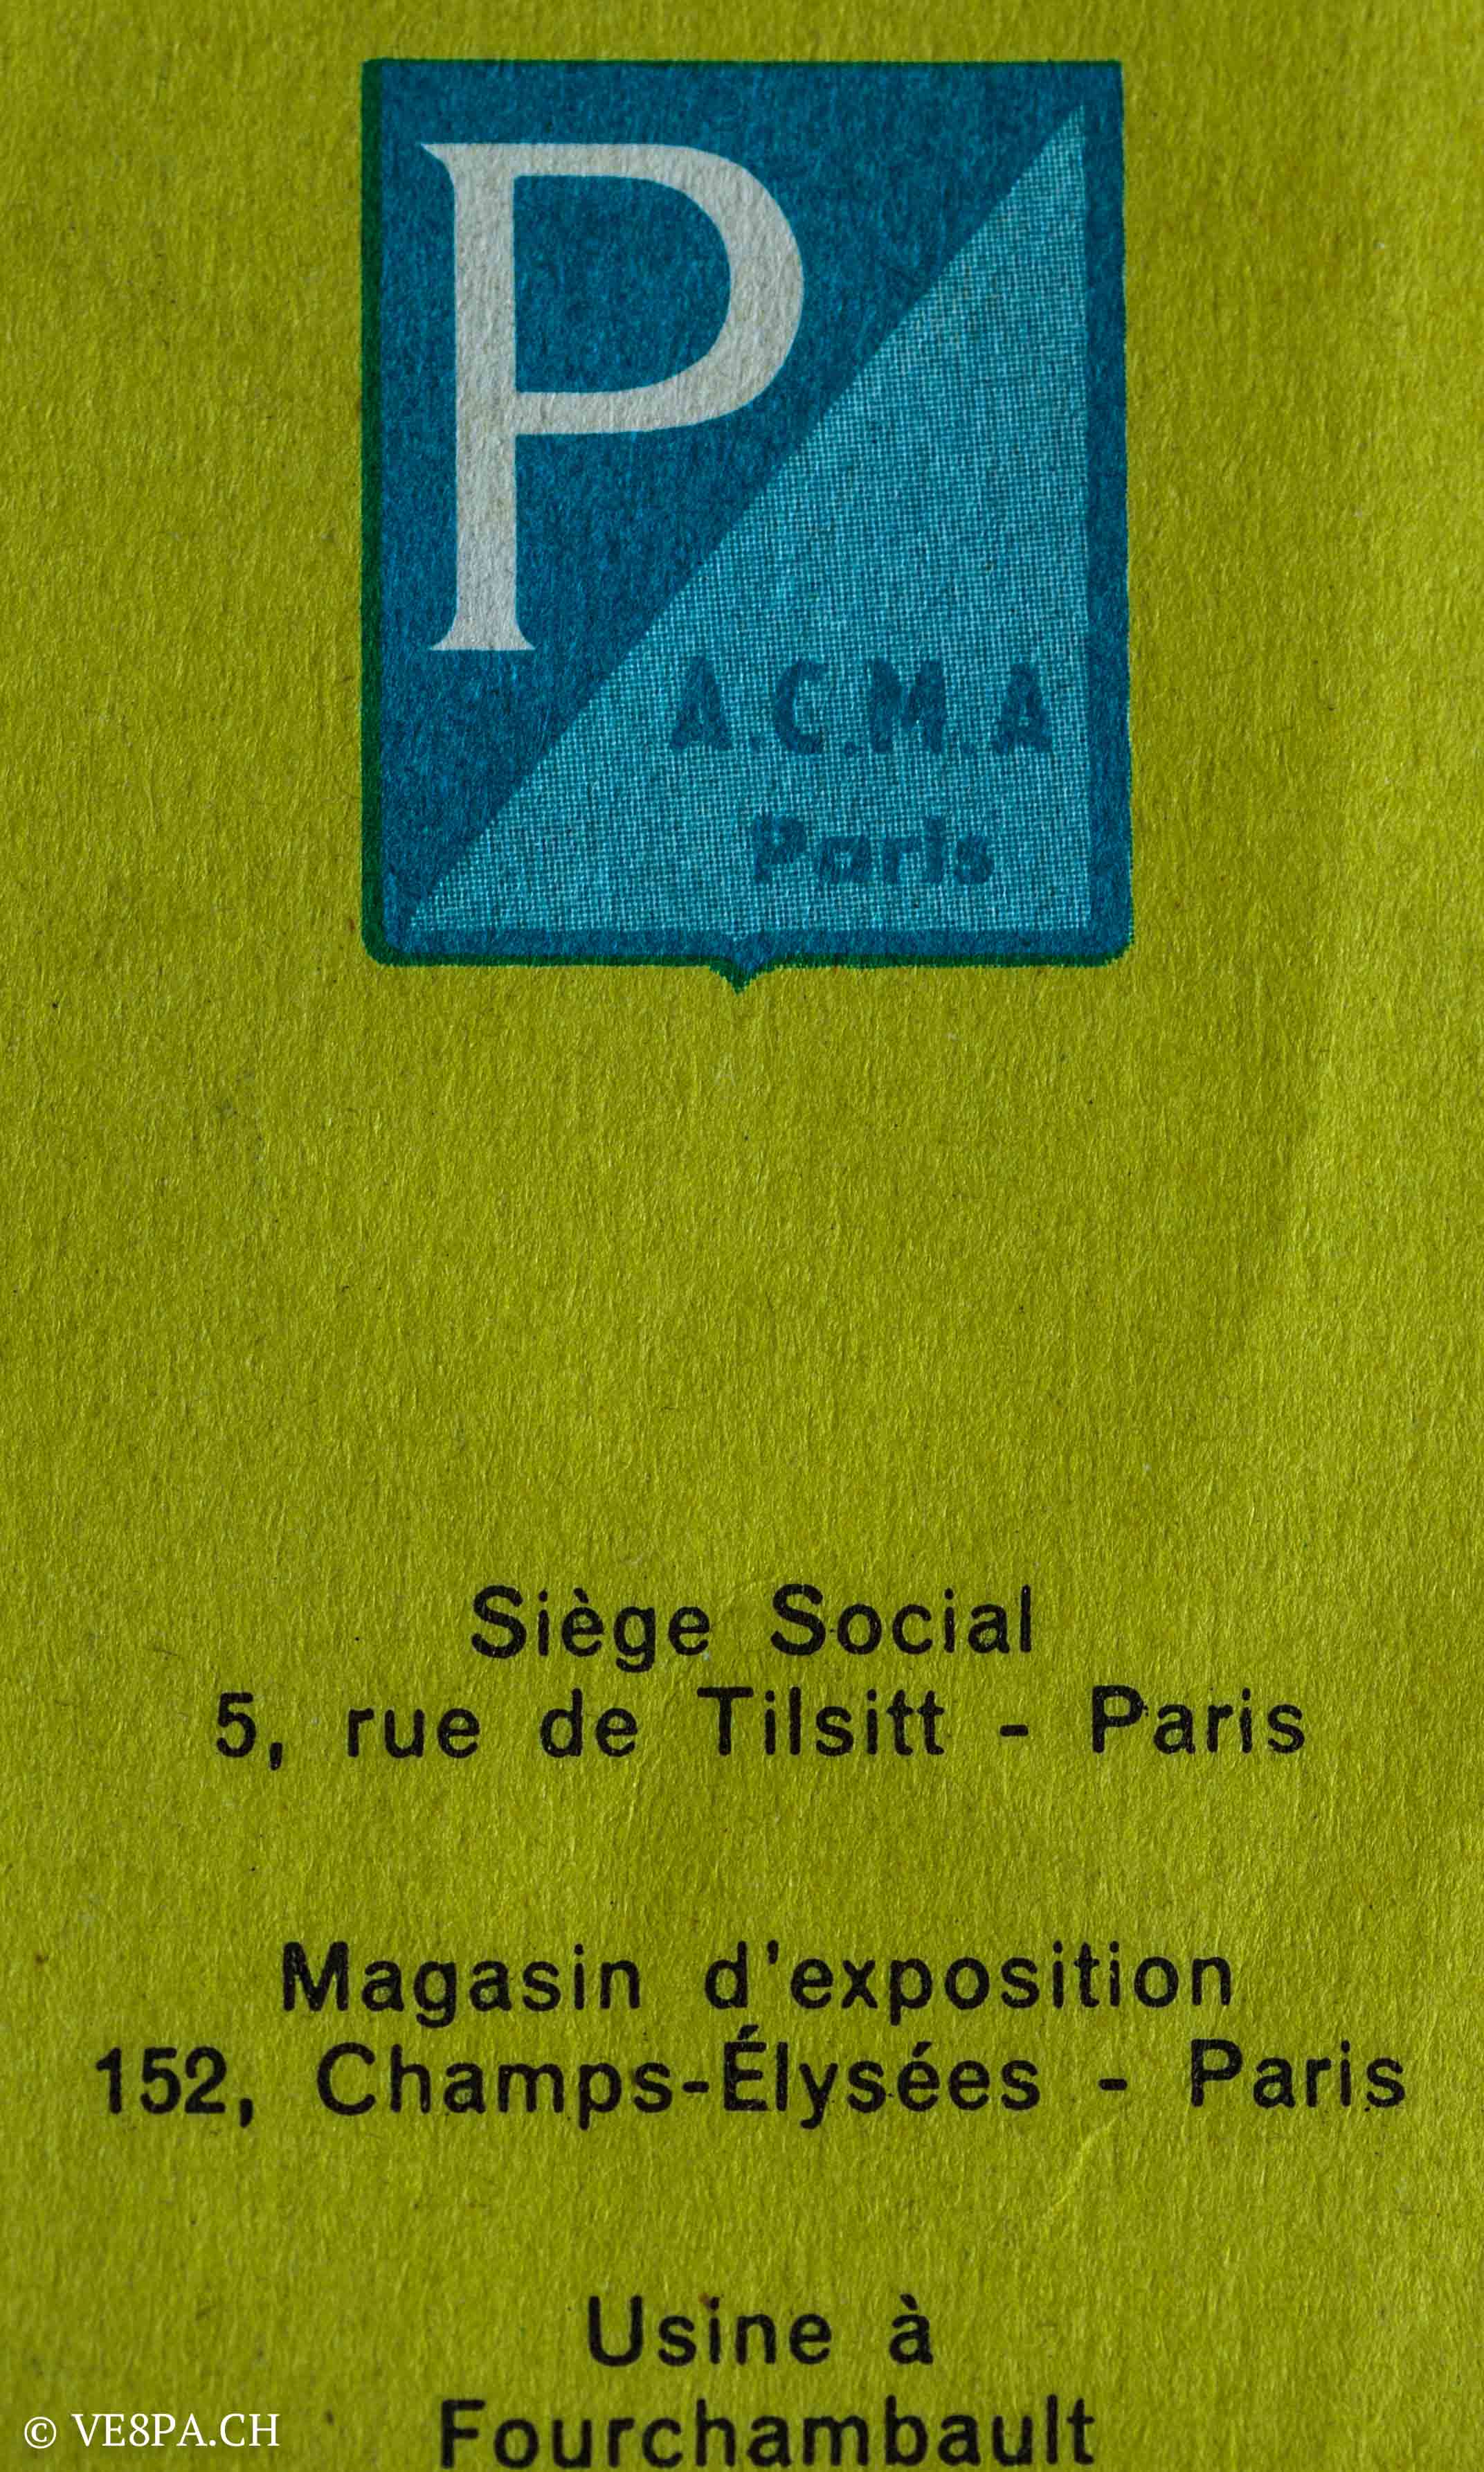 P
A.C.M.A
Paris
Siège Social
5, rue de Tilsitt - Paris
Magasin d'exposition
152, Champs-Élysées - Paris
Usine à
Fourchambault
© VE8PA.CH